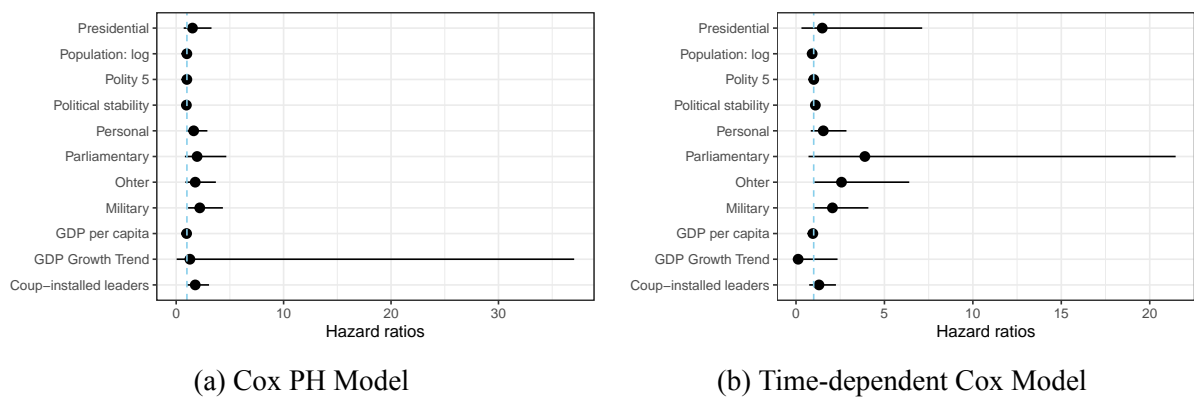 Presidential
Population: log
Polity 5
Political stability
Personal
Parliamentary
Ohter
Military
GDP per capita
GDP Growth Trend
Coup−installed leaders
0 10 20 30
Hazard ratios
(a) Cox PH Model
Presidential
Population: log
Polity 5
Political stability
Personal
Parliamentary
Ohter
Military
GDP per capita
GDP Growth Trend
Coup−installed leaders
0 5 10 15 20
Hazard ratios
(b) Time-dependent Cox Model